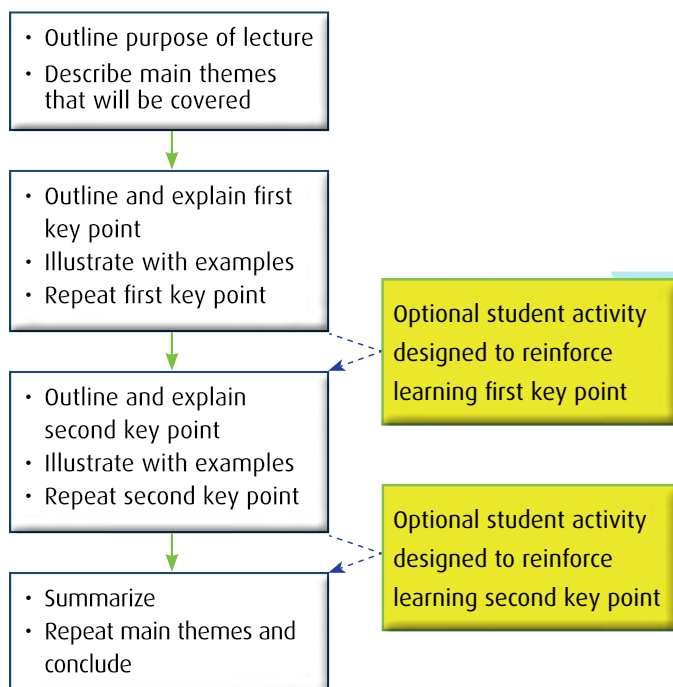 • Outline purpose of lecture
• Describe main themes
that will be covered
• Outline and explain first
key point
• Illustrate with examples
• Repeat first key point
Optional student activity
designed to reinforce
learning first key point
• Outline and explain
second key point
• Illustrate with examples
• Repeat second key point
Optional student activity
designed to reinforce
learning second key point
• Summarize
• Repeat main themes and
conclude